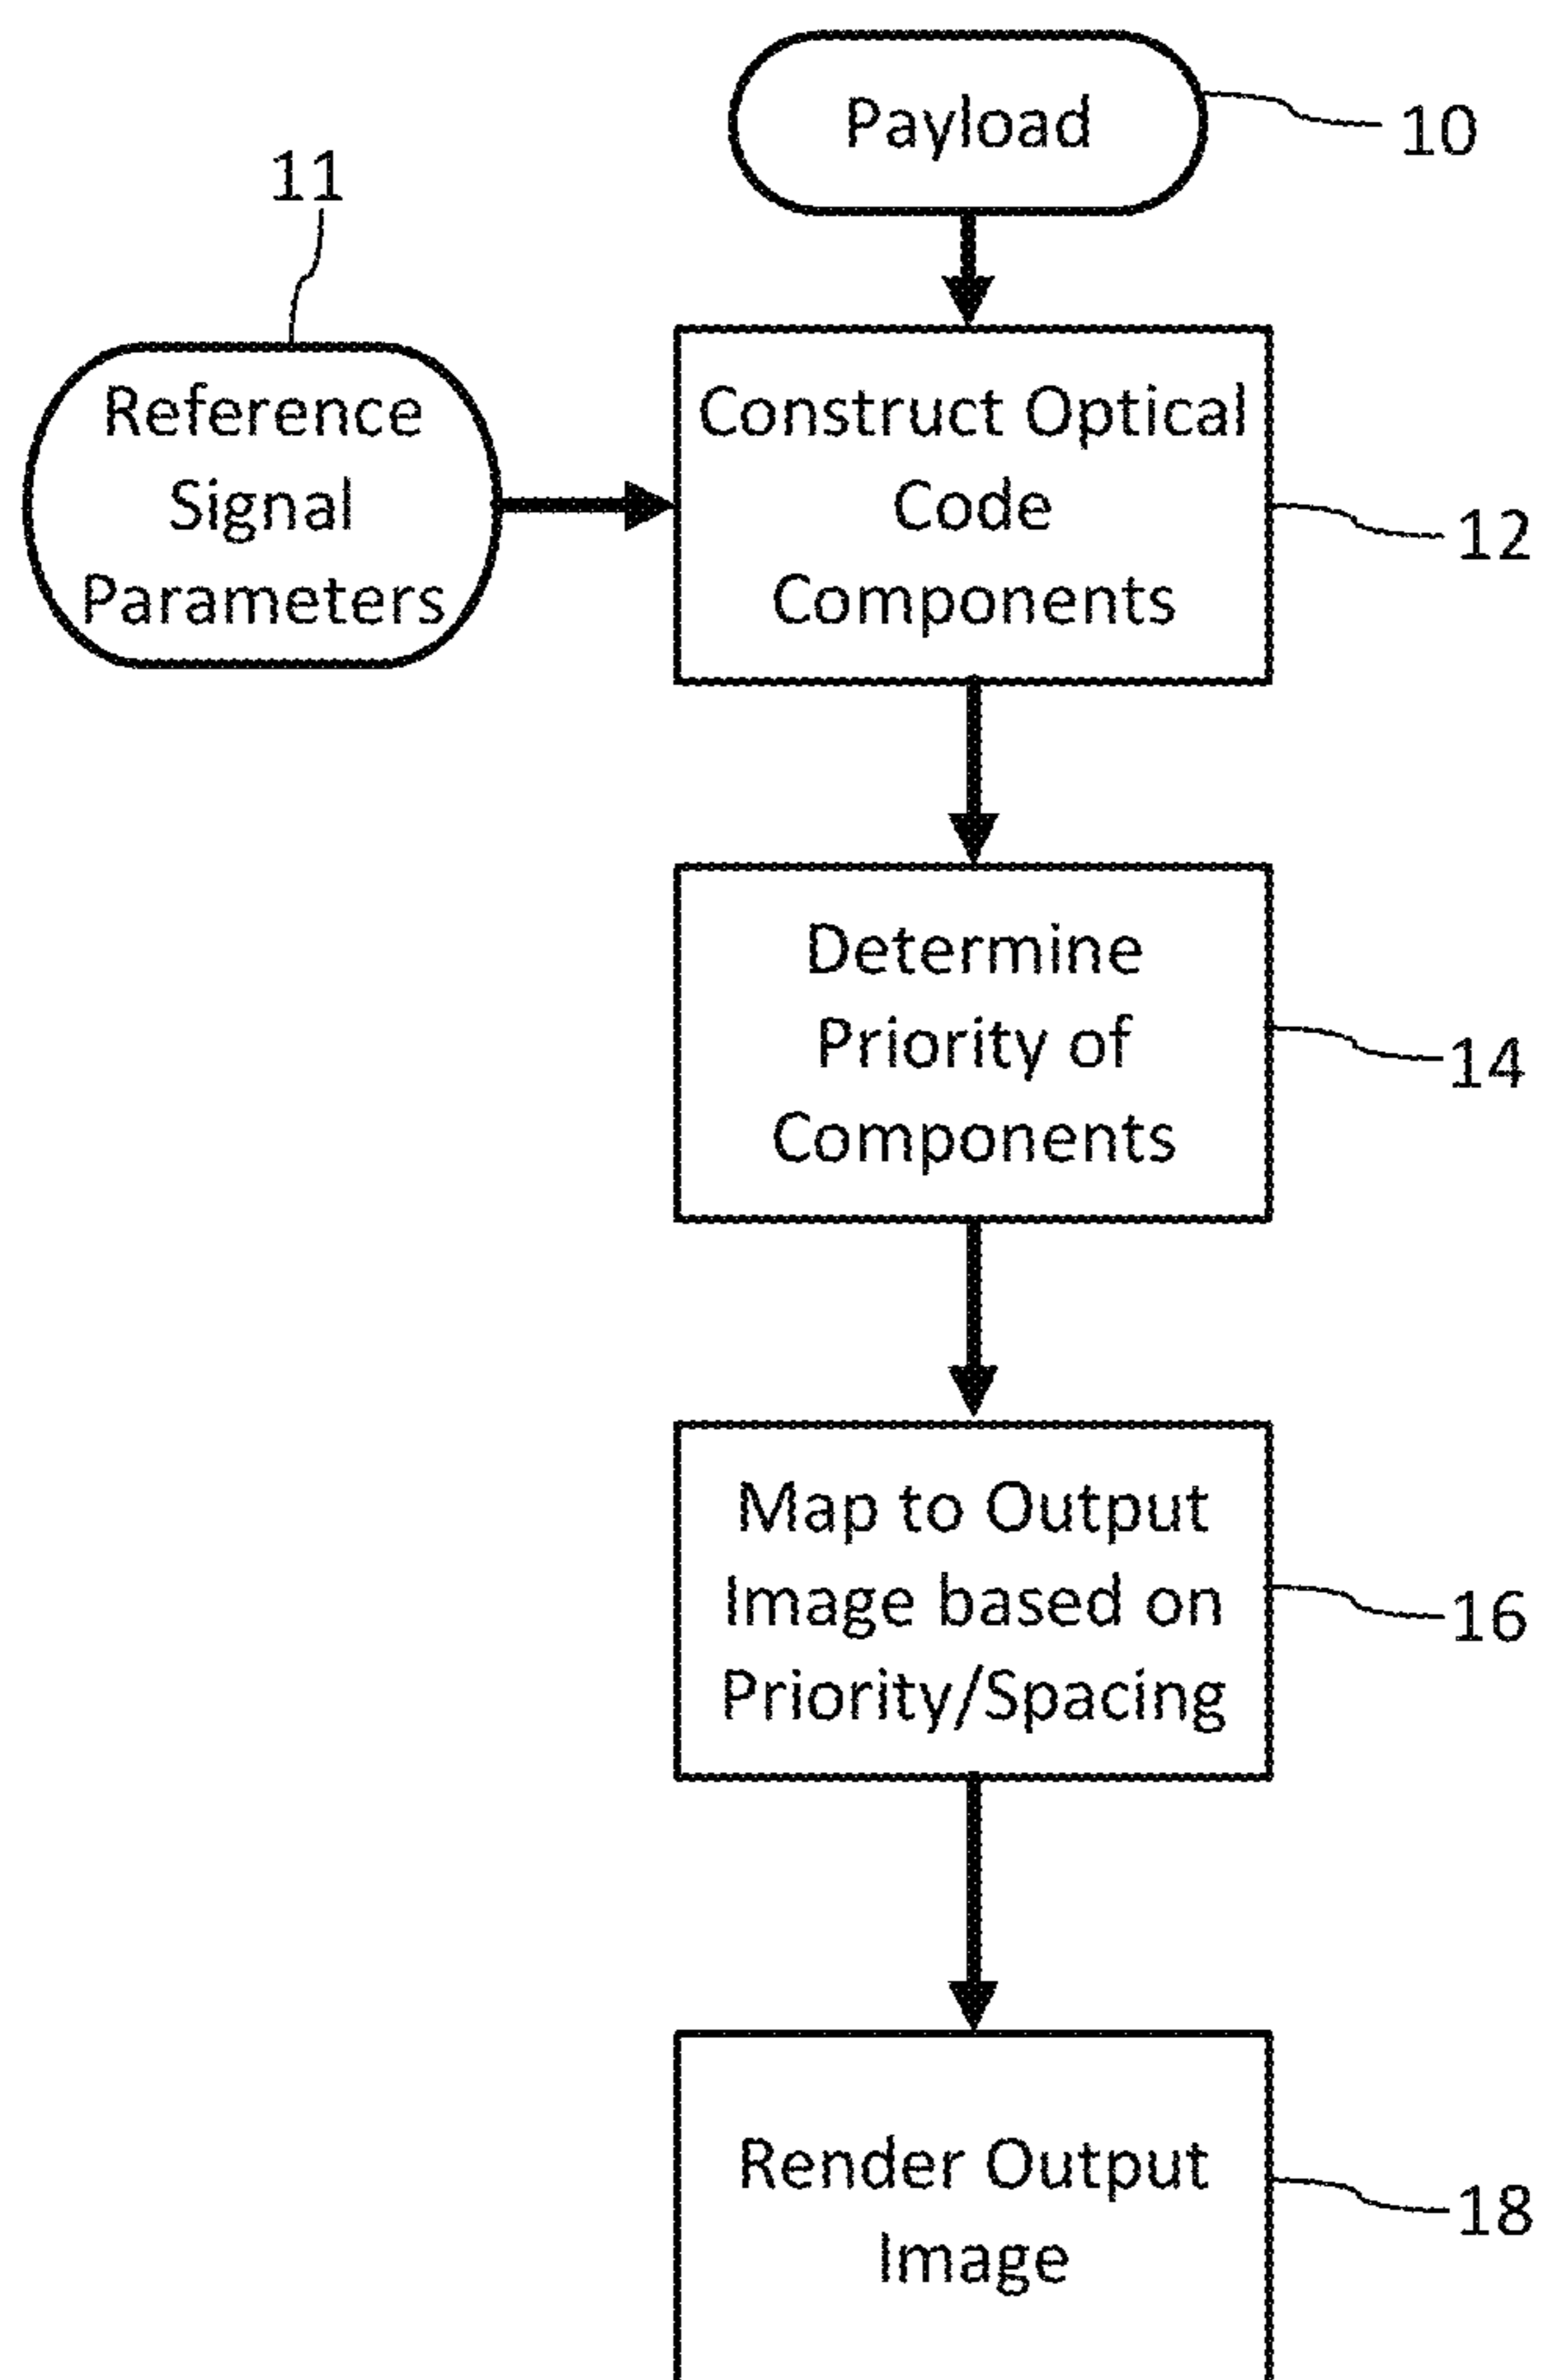 Payload
10
11
Reference
Signal
Parameters
Construct Optical
Code
Components
12
Determine
Priority of
Components
14
Map to Output
Image based on
Priority/Spacing
16
Render Output
Image
18